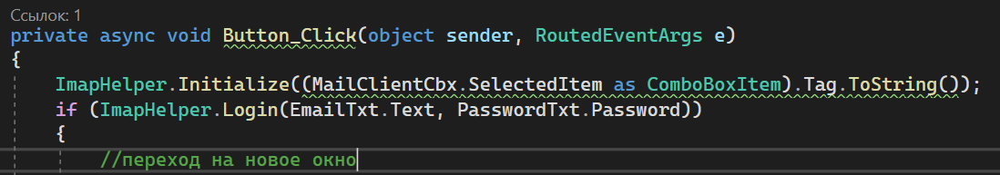 Ссылок: 1
private async void Button_Click(object sender, RoutedEventArgs e)
{
ImapHelper.Initialize((MailClientCbx.SelectedItem as ComboBoxItem).Tag.ToString());
if (ImapHelper.Login(EmailTxt.Text, PasswordTxt.Password))
{
//переход на новое окно